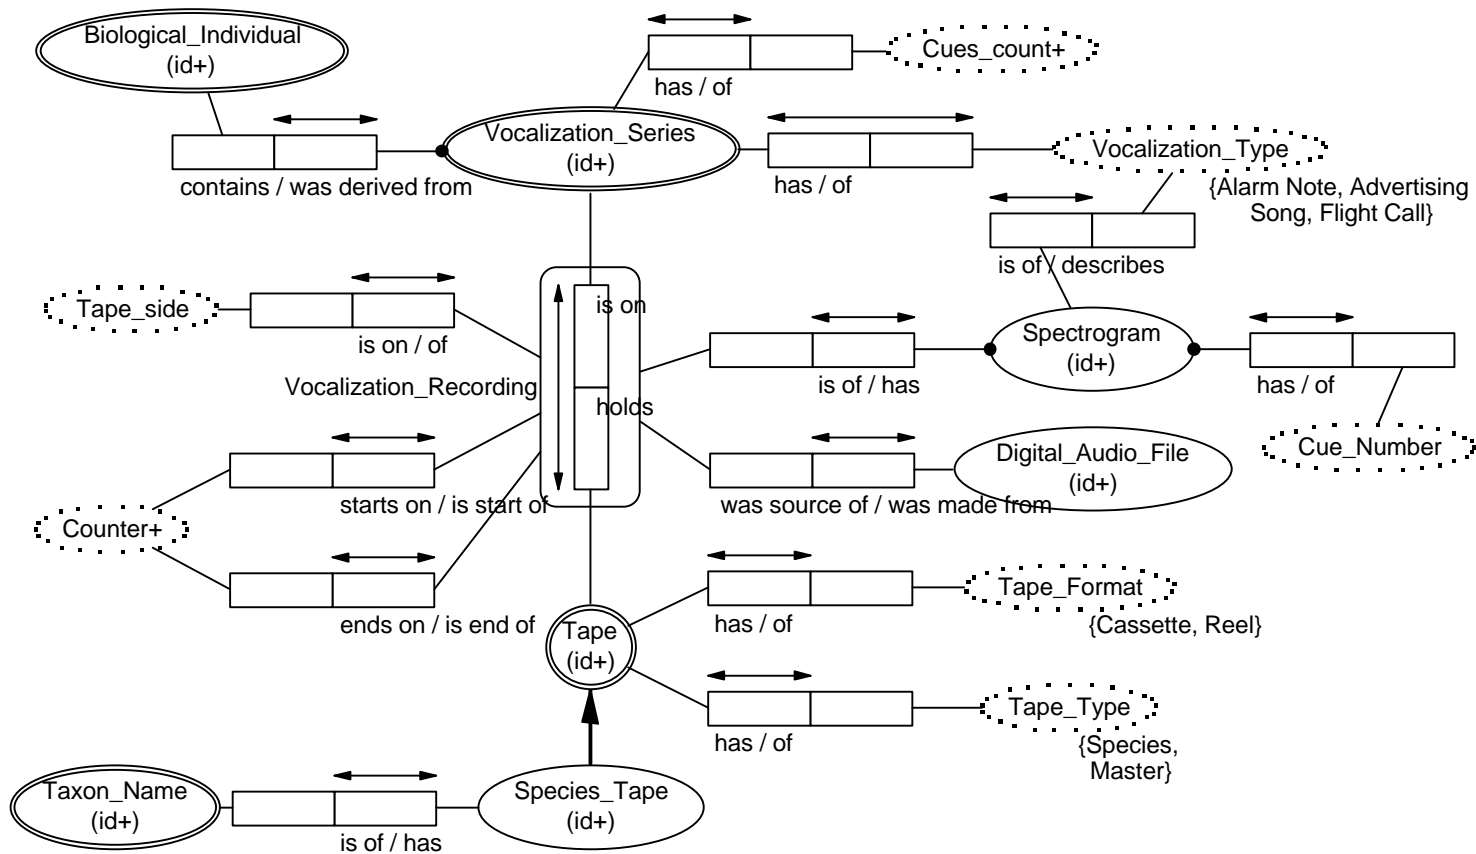 Biological_Individual
(id+)
Cues_count+
has / of
Vocalization_Series
(id+)
Vocalization_Type
{Alarm Note, Advertising
Song, Flight Call}
contains / was derived from
has / of
is of / describes
Tape_side
is on / of
is on
Spectrogram
(id+)
Vocalization_Recording
holds
is of / has
has / of
Cue_Number
Digital_Audio_File
(id+)
Counter+
starts on / is start of
was source of / was made from
ends on / is end of
Tape
(id+)
Tape_Format
{Cassette, Reel}
has / of
Tape_Type
{Species,
Master}
has / of
Taxon_Name
(id+)
Species_Tape
(id+)
is of / has